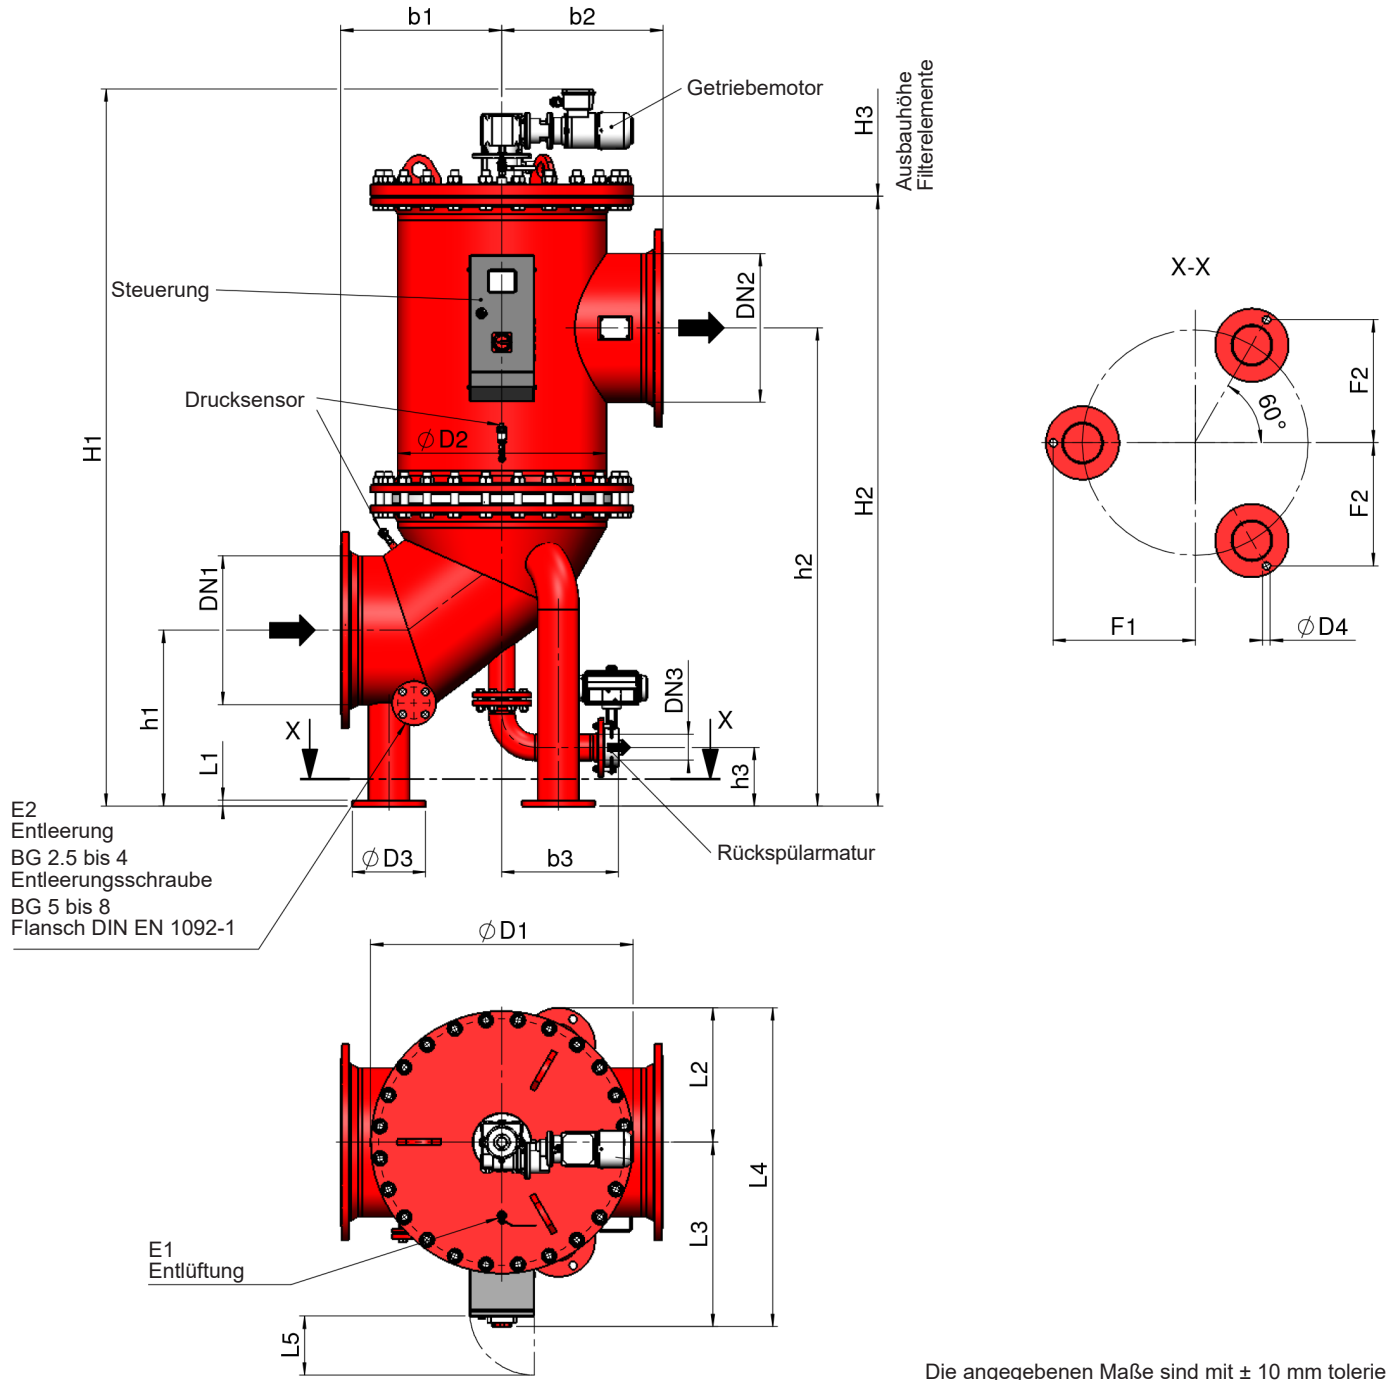 b1
b2
Getriebemotor
H3
Ausbauhöhe
Filterelemente
X-X
Steuerung
DN2
Drucksensor
∅ D2
H1
F2
60°
F2
H2
h2
DN1
F1
∅ D4
DN3
h1
X
X
L1
h3
E2
Entleerung
BG 2.5 bis 4
Entleerungsschraube
BG 5 bis 8
Flansch DIN EN 1092-1
∅ D3
b3
Rückspülarmatur
∅ D1
L2
L4
L3
E1
Entlüftung
L5
Die angegebenen Maße sind mit ± 10 mm tolerie